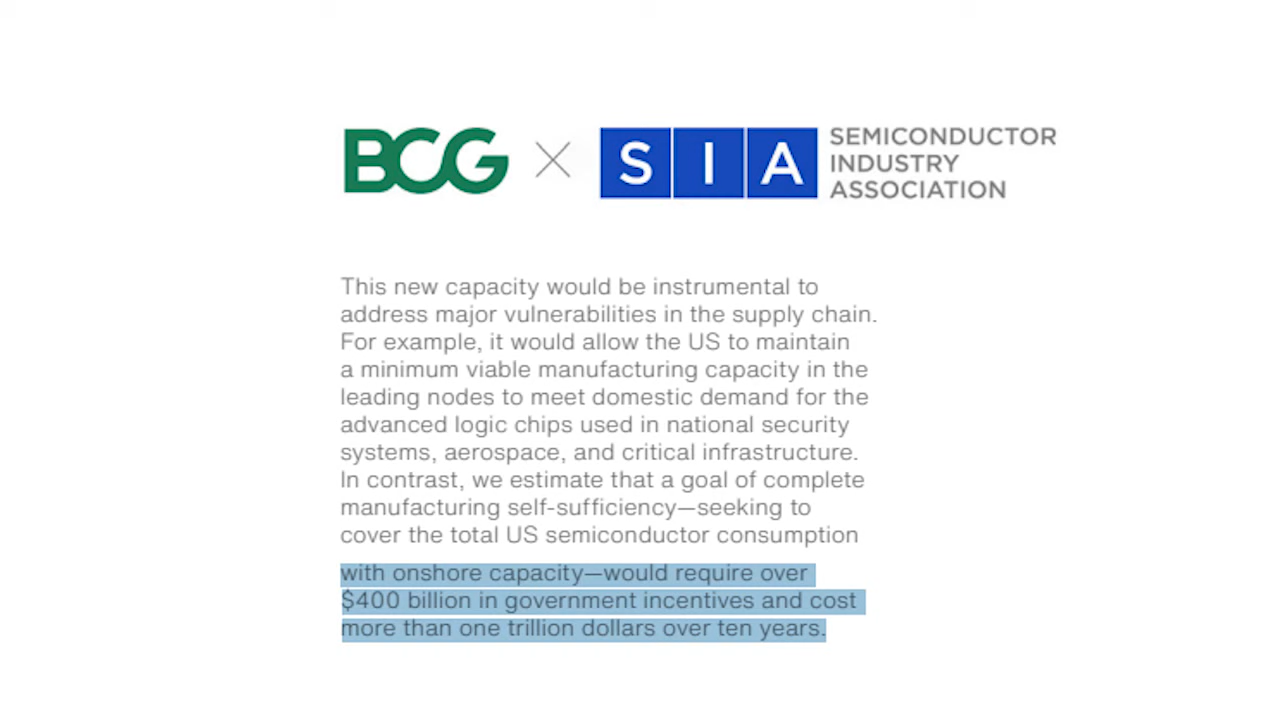 BCG × SIA SEMICONDUCTOR
INDUSTRY
ASSOCIATION
This new capacity would be instrumental to
address major vulnerabilities in the supply chain.
For example, it would allow the US to maintain
a minimum viable manufacturing capacity in the
leading nodes to meet domestic demand for the
advanced logic chips used in national security
systems, aerospace, and critical infrastructure.
In contrast, we estimate that a goal of complete
manufacturing self-sufficiency—seeking to
cover the total US semiconductor consumption
with onshore capacity—would require over
$400 billion in government incentives and cost
more than one trillion dollars over ten years.